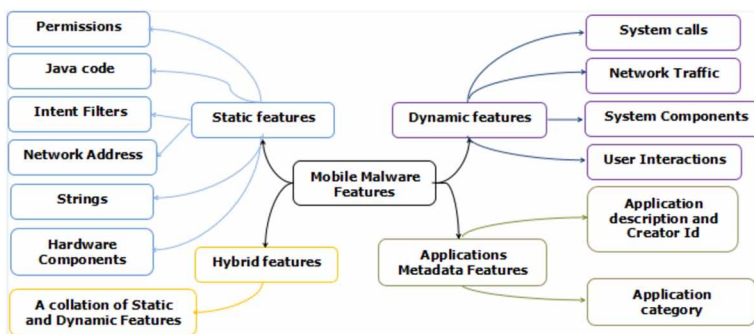 Permissions
Java code
Intent Filters
Network Address
Strings
Hardware
Components
Static features
Mobile Malware
Features
Hybrid features
A collation of Static
and Dynamic Features
Dynamic features
System calls
Network Traffic
System Components
User Interactions
Applications
Metadata Features
Application
description and
Creator Id
Application
category